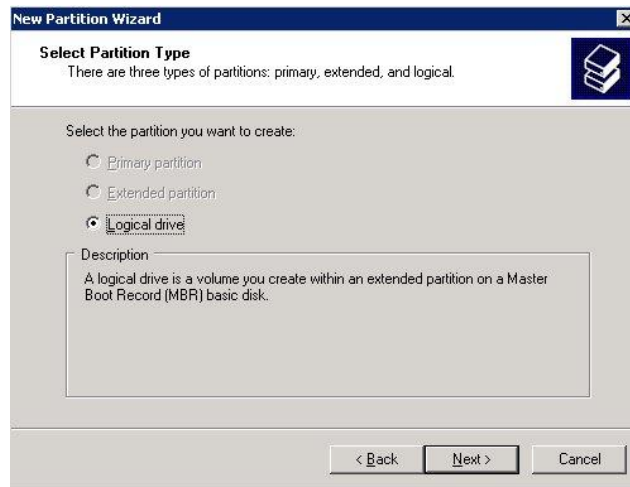 New Partition Wizard
Select Partition Type
There are three types of partitions: primary, extended, and logical.
Select the partition you want to create:
Primary partition
Extended partition
Logical drive
Description
A logical drive is a volume you create within an extended partition on a Master
Boot Record (MBR) basic disk.
< Back
Next >
Cancel